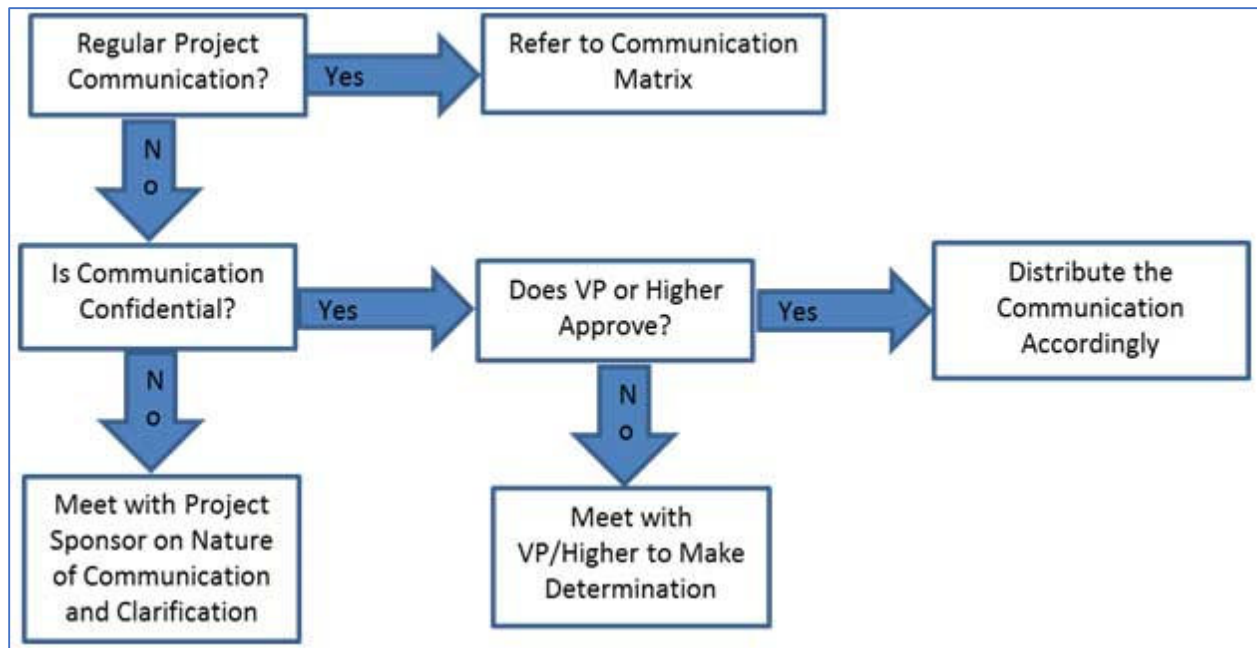 Regular Project
Communication?
Yes
Refer to Communication
Matrix
N
o
Is Communication
Confidential?
Yes
Does VP or Higher
Approve?
Yes
Distribute the
Communication
Accordingly
N
o
N
o
Meet with Project
Sponsor on Nature
of Communication
and Clarification
Meet with
VP/Higher to Make
Determination